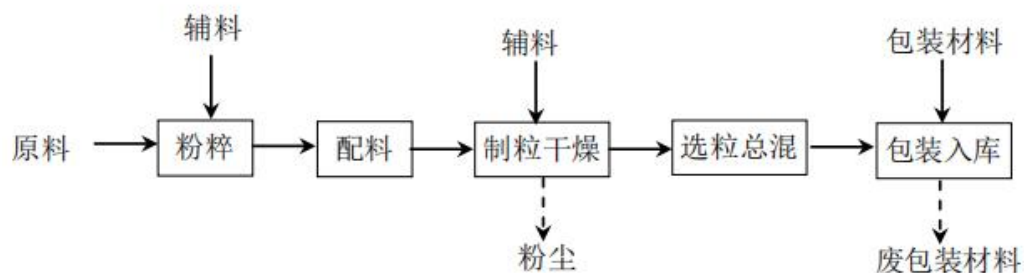 辅料 辅料 包装材料
原料 粉粹 配料 制粒干燥 选粒总混 包装入库
粉尘 废包装材料